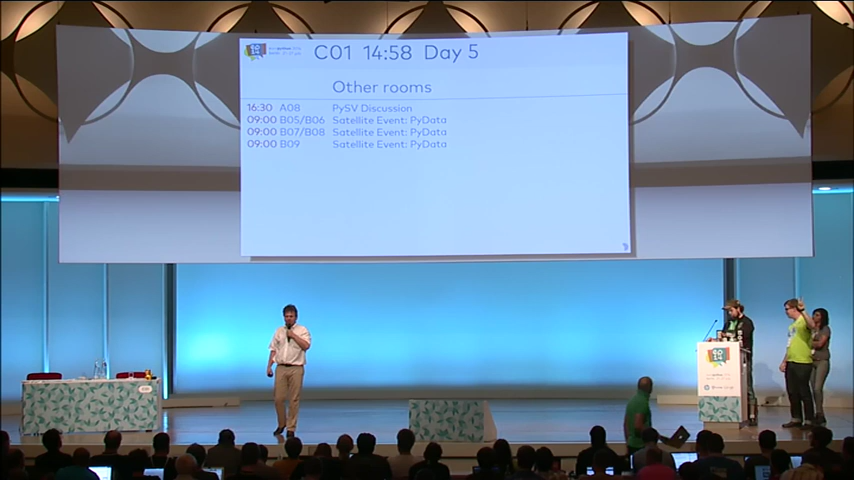 C01 14:58 Day 5
Other rooms
16:30 A08 PySV Discussion
09:00 B05/B06 Satellite Event: PyData
09:00 B07/B08 Satellite Event: PyData
09:00 B09 Satellite Event: PyData